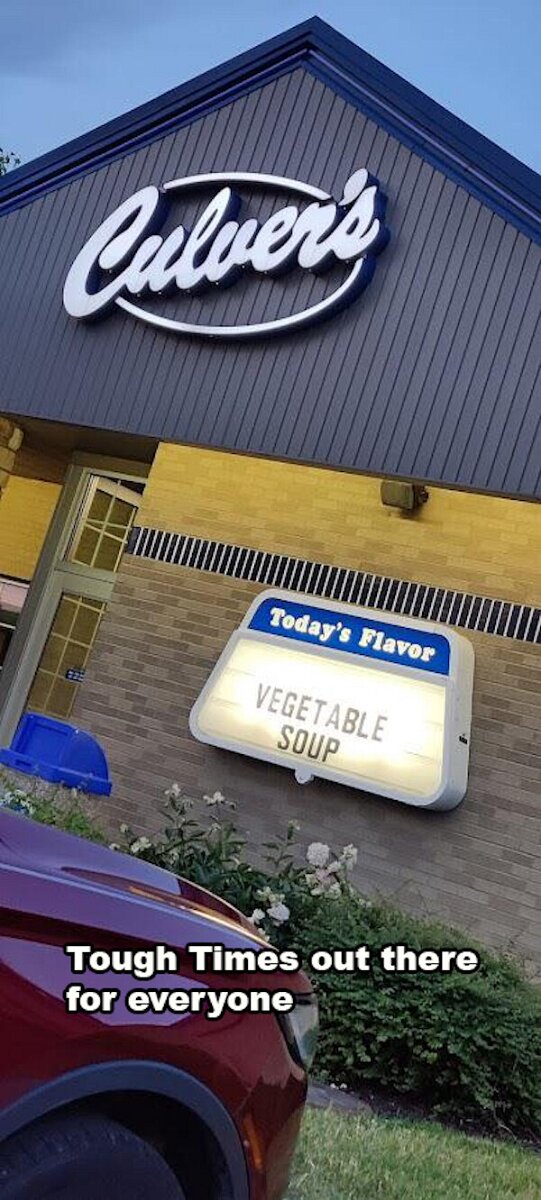 Culver's
Today's Flavor
VEGETABLE
SOUP
Tough Times out there
for everyone